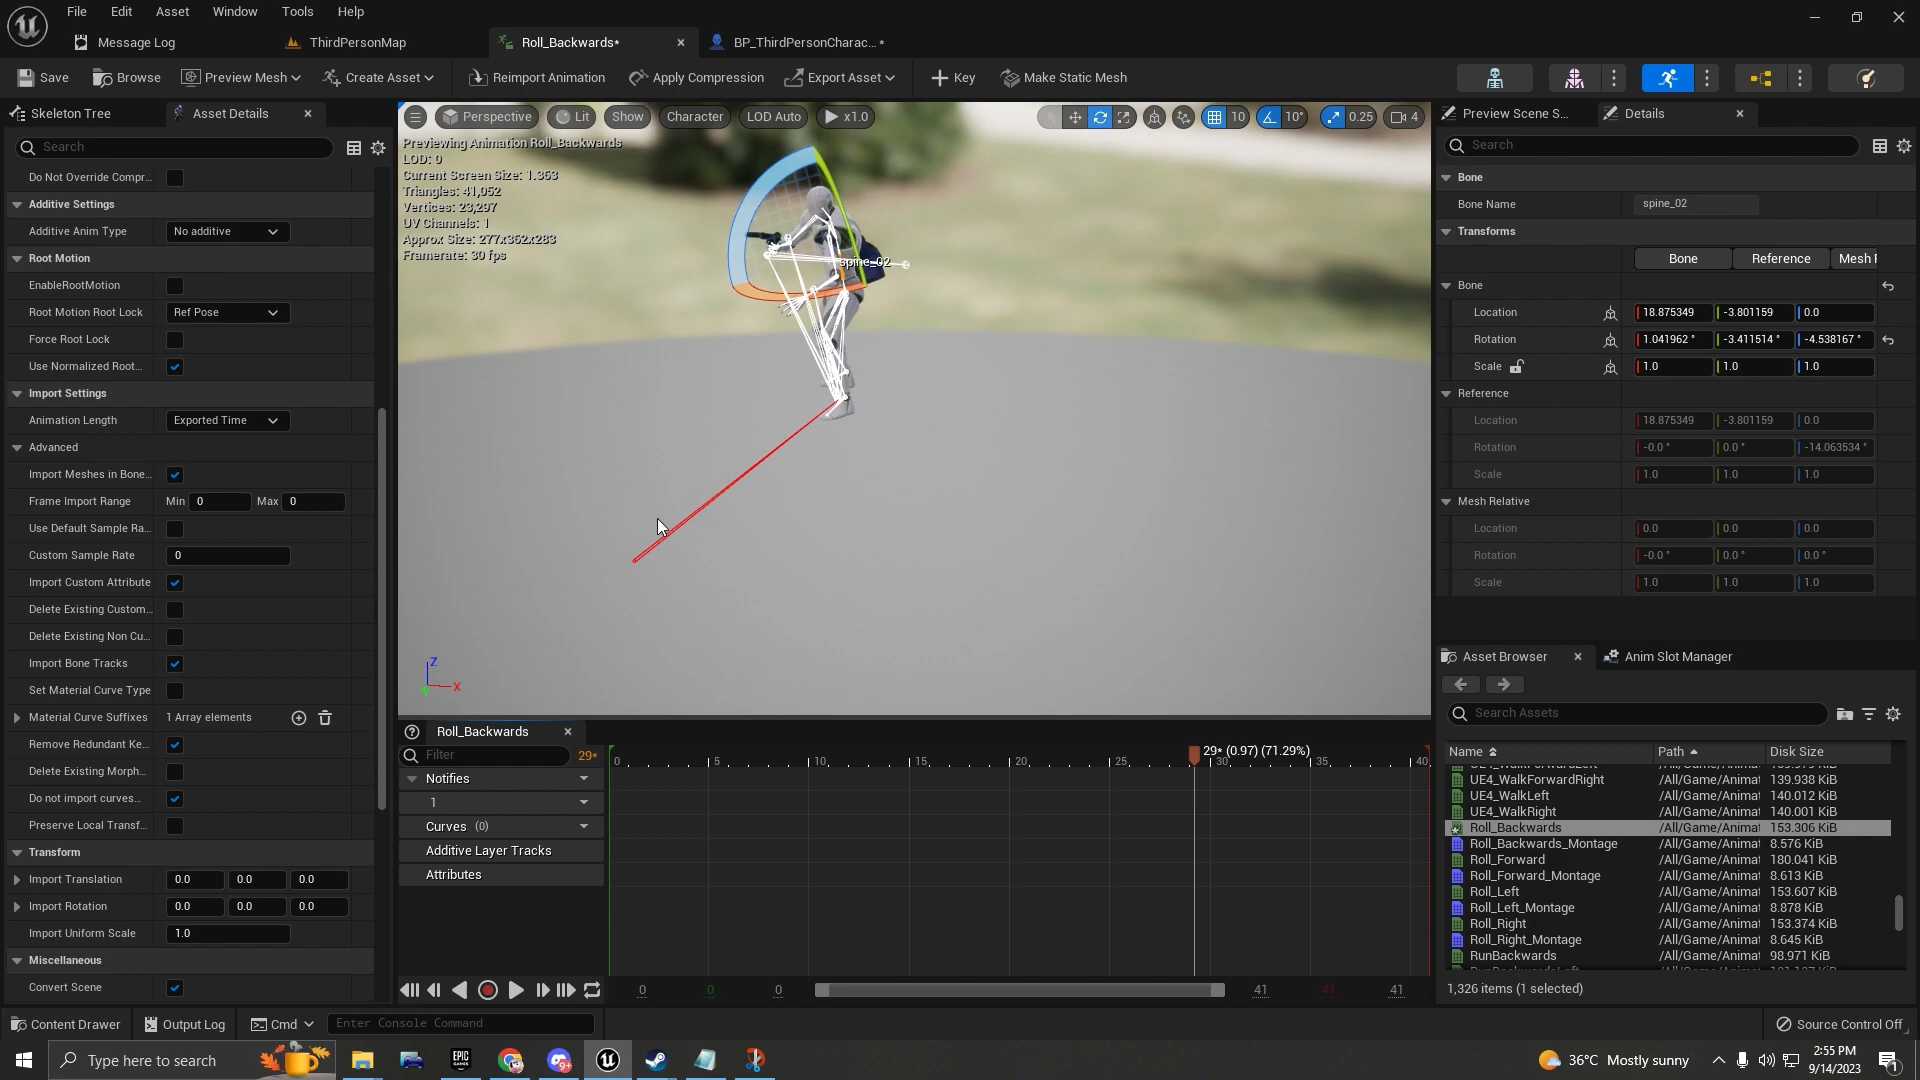 File Edit Asset Window Tools Help
Message Log ThirdPersonMap Roll_Backwards* BP_ThirdPersonCharac... *
Save Browse Preview Mesh Create Asset Reimport Animation Apply Compression Export Asset Key Make Static Mesh
Skeleton Tree Asset Details
Search
Do Not Override Compr...
Additive Settings
Additive Anim Type No additive
Root Motion
EnableRootMotion
Root Motion Root Lock Ref Pose
Force Root Lock
Use Normalized Root...
Import Settings
Animation Length Exported Time
Advanced
Import Meshes in Bone...
Frame Import Range Min 0 Max 0
Use Default Sample Ra...
Custom Sample Rate 0
Import Custom Attribute
Delete Existing Custom...
Delete Existing Non Cu...
Import Bone Tracks
Set Material Curve Type
Material Curve Suffixes 1 Array elements
Remove Redundant Ke...
Delete Existing Morph...
Do not import curves...
Preserve Local Transf...
Transform
Import Translation 0.0 0.0 0.0
Import Rotation 0.0 0.0 0.0
Import Uniform Scale 1.0
Miscellaneous
Convert Scene
Perspective Lit Show Character LOD Auto x1.0 10 10° 0.25 4
Previewing Animation Roll_Backwards
LOD: 0
Current Screen Size: 1.363
Triangles: 41,052
Vertices: 23,297
UV Channels: 1
Approx Size: 277x362x283
Framerate: 30 fps
spine_02
Z
X
Roll_Backwards
Filter 29*
Notifies
1
Curves (0)
Additive Layer Tracks
Attributes
29* (0.97) (71.29%)
0 5 10 15 20 25 30 35 40
0 0 0 41 41 41
Preview Scene S... Details
Search
Bone
Bone Name spine_02
Transforms
Bone Reference Mesh
Bone
Location 18.875349 -3.801159 0.0
Rotation 1.041962 ° -3.411514 ° -4.538167 °
Scale 1.0 1.0 1.0
Reference
Location 18.875349 -3.801159 0.0
Rotation -0.0 ° 0.0 ° -14.063534 °
Scale 1.0 1.0 1.0
Mesh Relative
Location 0.0 0.0 0.0
Rotation -0.0 ° 0.0 ° 0.0 °
Scale 1.0 1.0 1.0
Asset Browser Anim Slot Manager
Search Assets
Name Path Disk Size
UE4_WalkForwardRight /All/Game/Animat 139.938 KiB
UE4_WalkLeft /All/Game/Animat 140.012 KiB
UE4_WalkRight /All/Game/Animat 140.001 KiB
Roll_Backwards /All/Game/Animat 153.306 KiB
Roll_Backwards_Montage /All/Game/Animat 8.576 KiB
Roll_Forward /All/Game/Animat 180.041 KiB
Roll_Forward_Montage /All/Game/Animat 8.613 KiB
Roll_Left /All/Game/Animat 153.607 KiB
Roll_Left_Montage /All/Game/Animat 8.878 KiB
Roll_Right /All/Game/Animat 153.374 KiB
Roll_Right_Montage /All/Game/Animat 8.645 KiB
RunBackwards /All/Game/Animat 98.971 KiB
1,326 items (1 selected)
Content Drawer Output Log Cmd Enter Console Command Source Control Off
Type here to search EPIC GAMES 36°C Mostly sunny 2:55 PM
9/14/2023